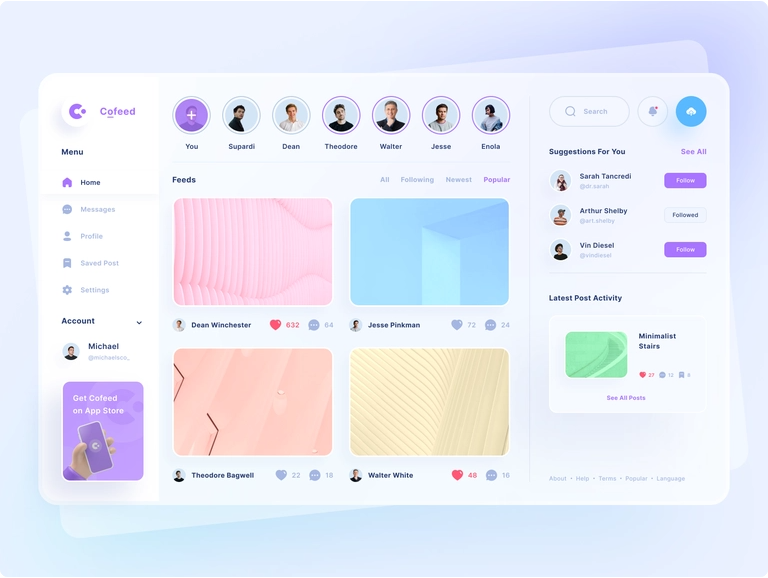 Cofeed
Menu
Home
Messages
Profile
Saved Post
Settings
Account
Michael
@michaelsco_
Get Cofeed
on App Store
You
Supardi
Dean
Theodore
Walter
Jesse
Enola
Feeds
All
Following
Newest
Popular
Dean Winchester
632
64
Jesse Pinkman
72
24
Theodore Bagwell
22
18
Walter White
48
16
Search
Suggestions For You
See All
Sarah Tancredi
@dr.sarah
Follow
Arthur Shelby
@art.shelby
Followed
Vin Diesel
@vindiesel
Follow
Latest Post Activity
Minimalist
Stairs
27
12
8
See All Posts
About • Help • Terms • Popular • Language